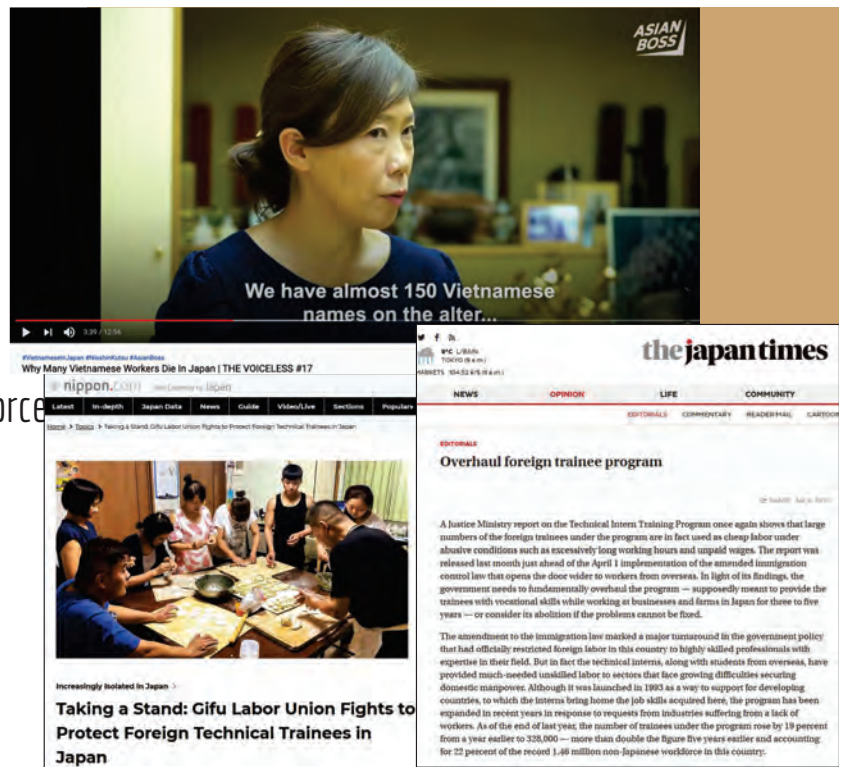 ASIAN
BOSS
We have almost 150 Vietnamese
names on the alter...
3:39 / 12:56
#VietnameseInJapan #NisshinKutsu #AsianBoss
Why Many Vietnamese Workers Die In Japan | THE VOICELESS #17
orce
nippon.com Japan
Latest In-depth Japan Data News Guide Video/Live Sections Popular
Home > Topics > Taking a Stand: Gifu Labor Union Fights to Protect Foreign Technical Trainees in Japan
Increasingly Isolated in Japan >
Taking a Stand: Gifu Labor Union Fights to
Protect Foreign Technical Trainees in
Japan
TOKYO (9 a.m.)
the japan times
NEWS OPINION LIFE COMMUNITY
EDITORIALS COMMENTARY READER MAIL CARTOON
EDITORIALS
Overhaul foreign trainee program
A Justice Ministry report on the Technical Intern Training Program once again shows that large
numbers of the foreign trainees under the program are in fact used as cheap labor under
abusive conditions such as excessively long working hours and unpaid wages. The report was
released last month just ahead of the April 1 implementation of the amended immigration
control law that opens the door wider to workers from overseas. In light of its findings, the
government needs to fundamentally overhaul the program — supposedly meant to provide the
trainees with vocational skills while working at businesses and farms in Japan for three to five
years — or consider its abolition if the problems cannot be fixed.
The amendment to the immigration law marked a major turnaround in the government policy
that had officially restricted foreign labor in this country to highly skilled professionals with
expertise in their field. But in fact the technical interns, along with students from overseas, have
provided much-needed unskilled labor to sectors that face growing difficulties securing
domestic manpower. Although it was launched in 1993 as a way to support for developing
countries, to which the interns bring home the job skills acquired here, the program has been
expanded in recent years in response to requests from industries suffering from a lack of
workers. As of the end of last year, the number of trainees under the program rose by 19 percent
from a year earlier to 328,000 — more than double the figure five years earlier and accounting
for 22 percent of the record 1.46 million non-Japanese workforce in this country.